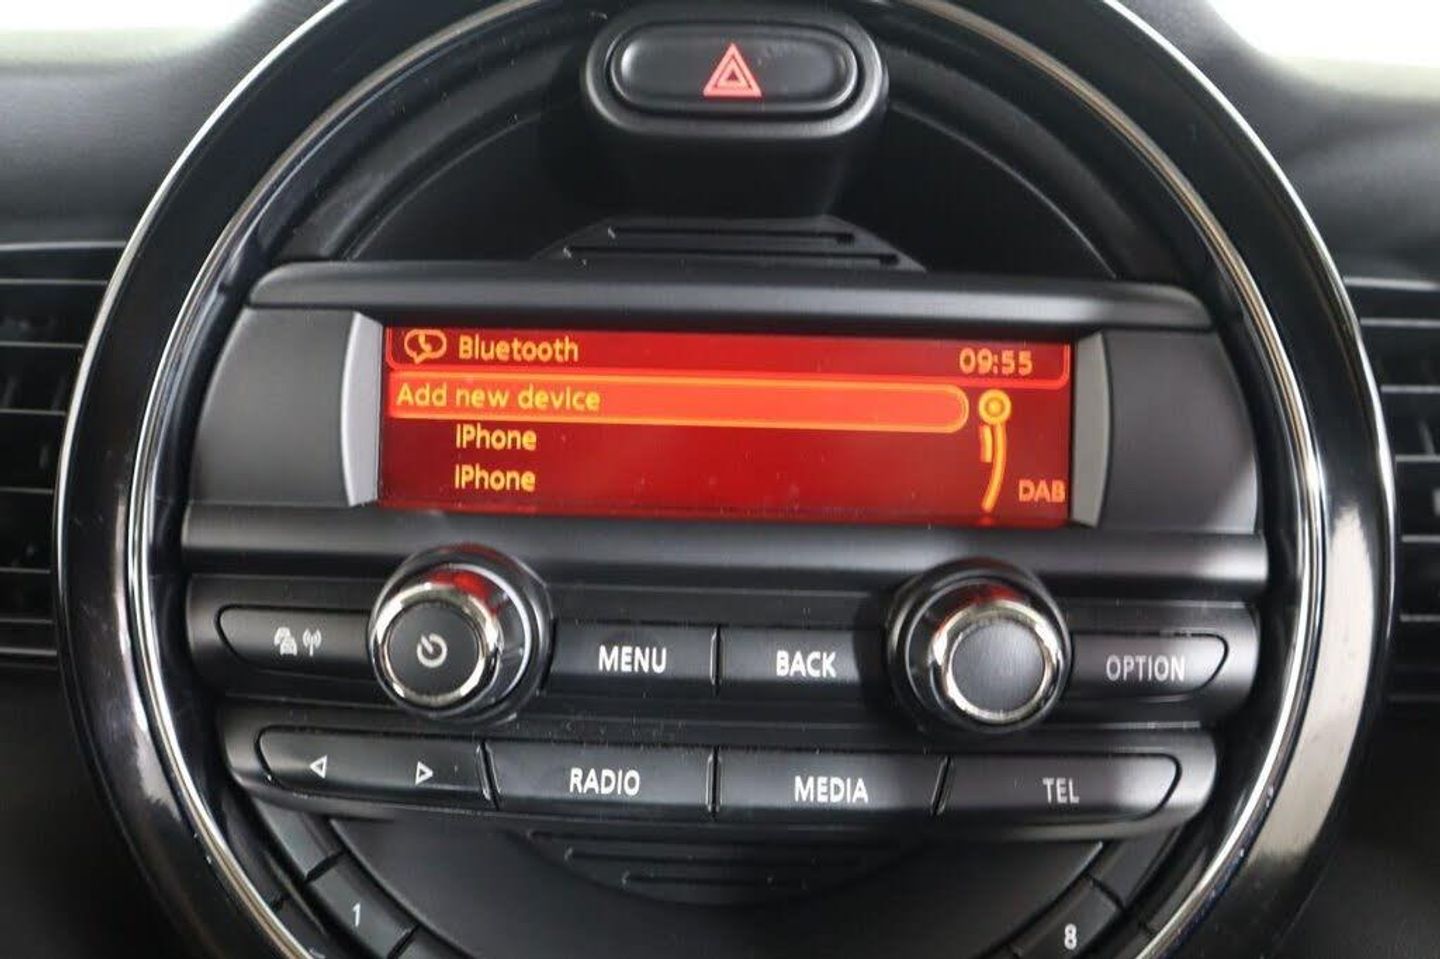 Bluetooth 09:55
Add new device
iPhone
iPhone
DAB
MENU BACK OPTION
RADIO MEDIA TEL
1 8